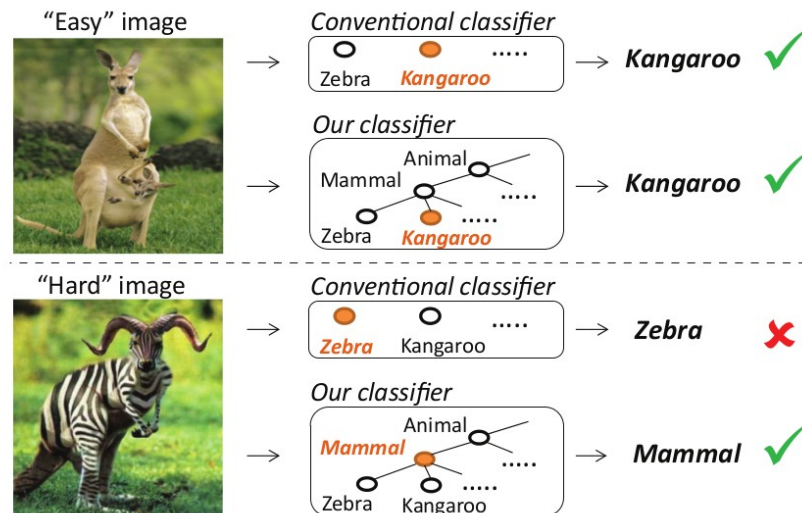 “Easy” image
Conventional classifier
Zebra
Kangaroo
.....
Kangaroo
Our classifier
Animal
Mammal
.....
.....
Zebra
Kangaroo
Kangaroo
“Hard” image
Conventional classifier
Zebra
Kangaroo
.....
Zebra
Our classifier
Animal
Mammal
.....
.....
Zebra
Kangaroo
Mammal